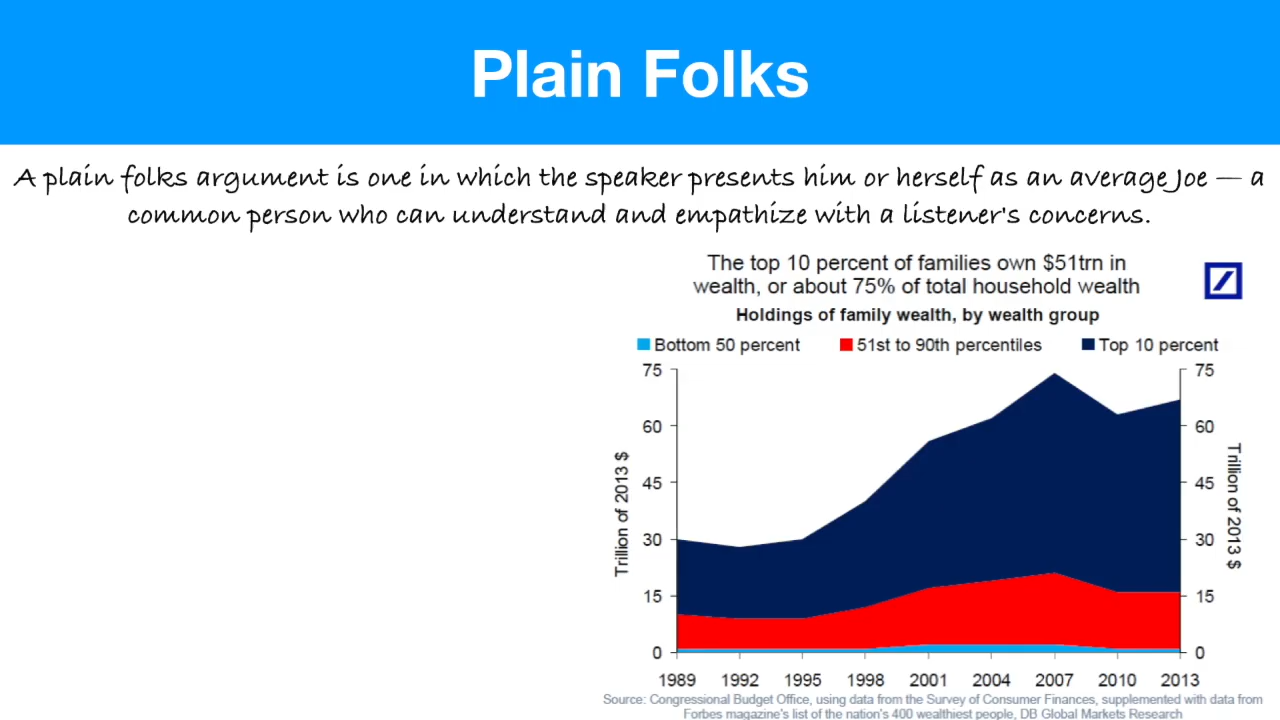 Plain Folks
A plain folks argument is one in which the speaker presents him or herself as an average Joe — a
common person who can understand and empathize with a listener's concerns.
The top 10 percent of families own $51trn in
wealth, or about 75% of total household wealth
Holdings of family wealth, by wealth group
Bottom 50 percent 51st to 90th percentiles Top 10 percent
75 75
60 60
45 45
30 30
15 15
0 0
Trillion of 2013 $
Trillion of 2013 $
1989 1992 1995 1998 2001 2004 2007 2010 2013
Source: Congressional Budget Office, using data from the Survey of Consumer Finances, supplemented with data from
Forbes magazine's list of the nation's 400 wealthiest people, DB Global Markets Research